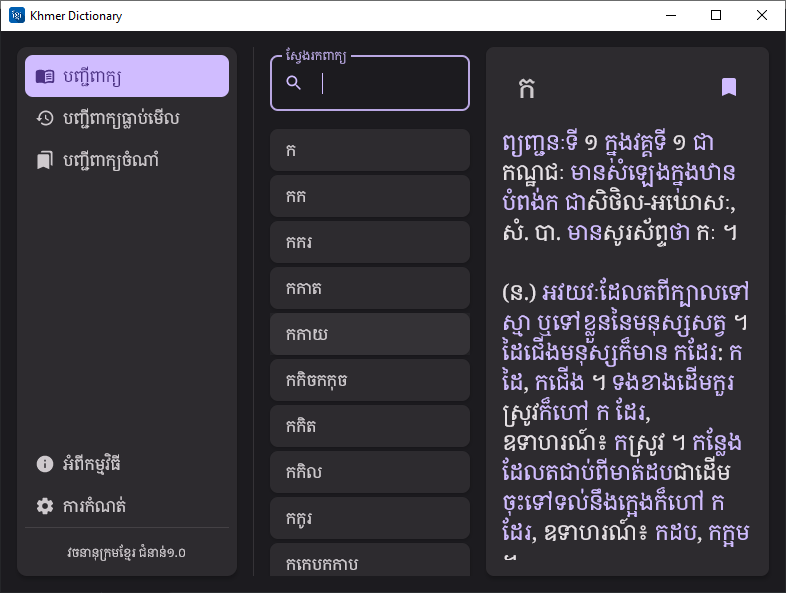 Khmer Dictionary
បញ្ជីពាក្យ
បញ្ជីពាក្យធ្លាប់មើល
បញ្ជីពាក្យចំណាំ
អំពីកម្មវិធី
ការកំណត់
វចនានុក្រមខ្មែរ ជំនាន់១.០
ស្វែងរកពាក្យ
ក
កក
កករ
កកាត
កកាយ
កកិចកកុច
កកិត
កកិល
កកូរ
កកេបកកាប
ក
ព្យញ្ជនៈទី ១ ក្នុងវគ្គទី ១ ជា
កណ្ឋជៈ មានសំឡេងក្នុងឋាន
បំពង់ក ជាសិថិល-អឃោសៈ,
សំ. បា. មានសូរស័ព្ទថា កៈ ។
(ន.) អវយវៈដែលតពីក្បាលទៅ
ស្មា ឬទៅខ្លួននៃមនុស្សសត្វ ។
ដៃជើងមនុស្សក៏មាន កដែរ: ក
ដៃ, កជើង ។ ទងខាងដើមកួរ
ស្រូវក៏ហៅ ក ដែរ,
ឧទាហរណ៍៖ កស្រូវ ។ កន្លែង
ដែលតជាប់ពីមាត់ដបជាដើម
ចុះទៅទល់នឹងក្អេងក៏ហៅ ក
ដែរ, ឧទាហរណ៍៖ កដប, កក្អម
។